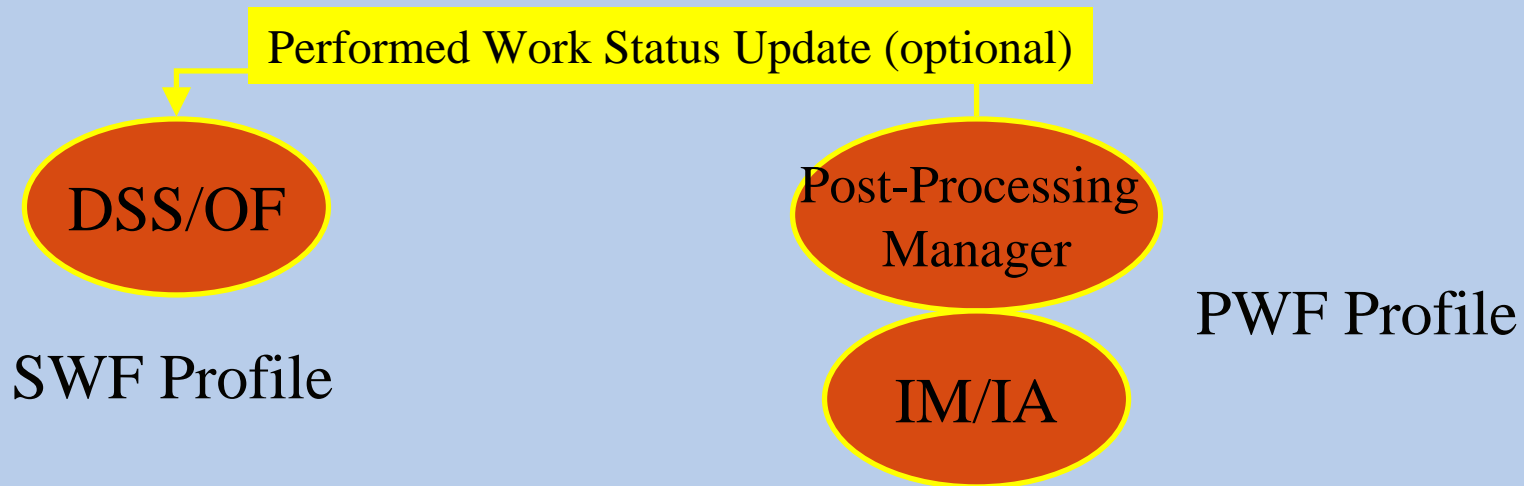 Performed Work Status Update (optional)
DSS/OF
Post-Processing
Manager
PWF Profile
SWF Profile
IM/IA